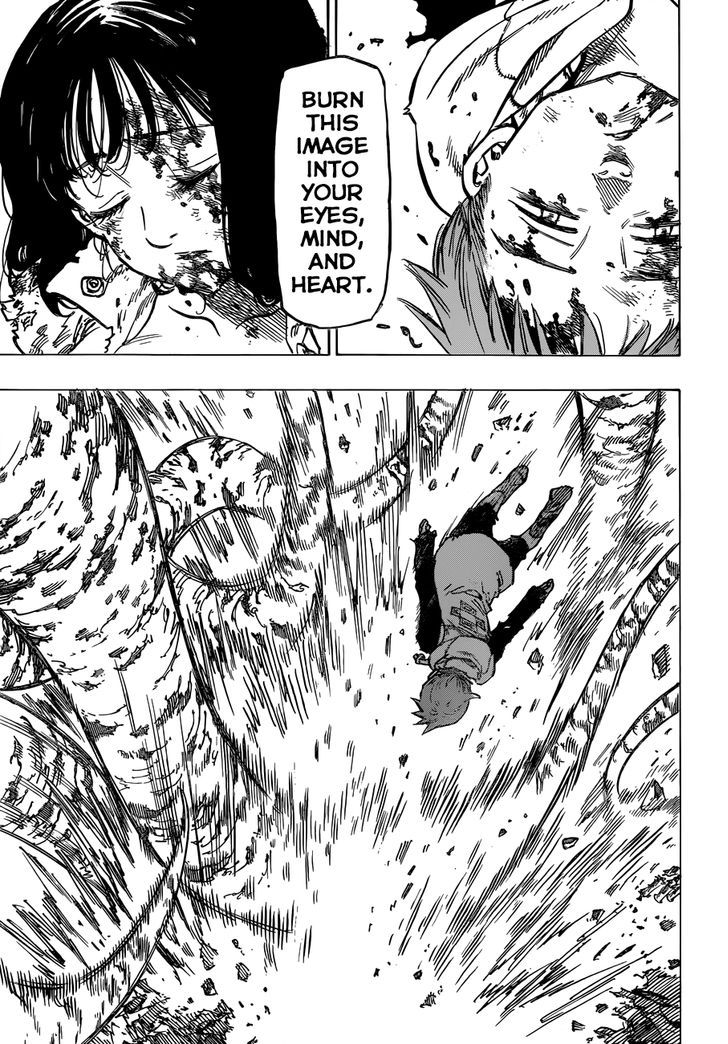 BURN
THIS
IMAGE
INTO
YOUR
EYES,
MIND,
AND
HEART.